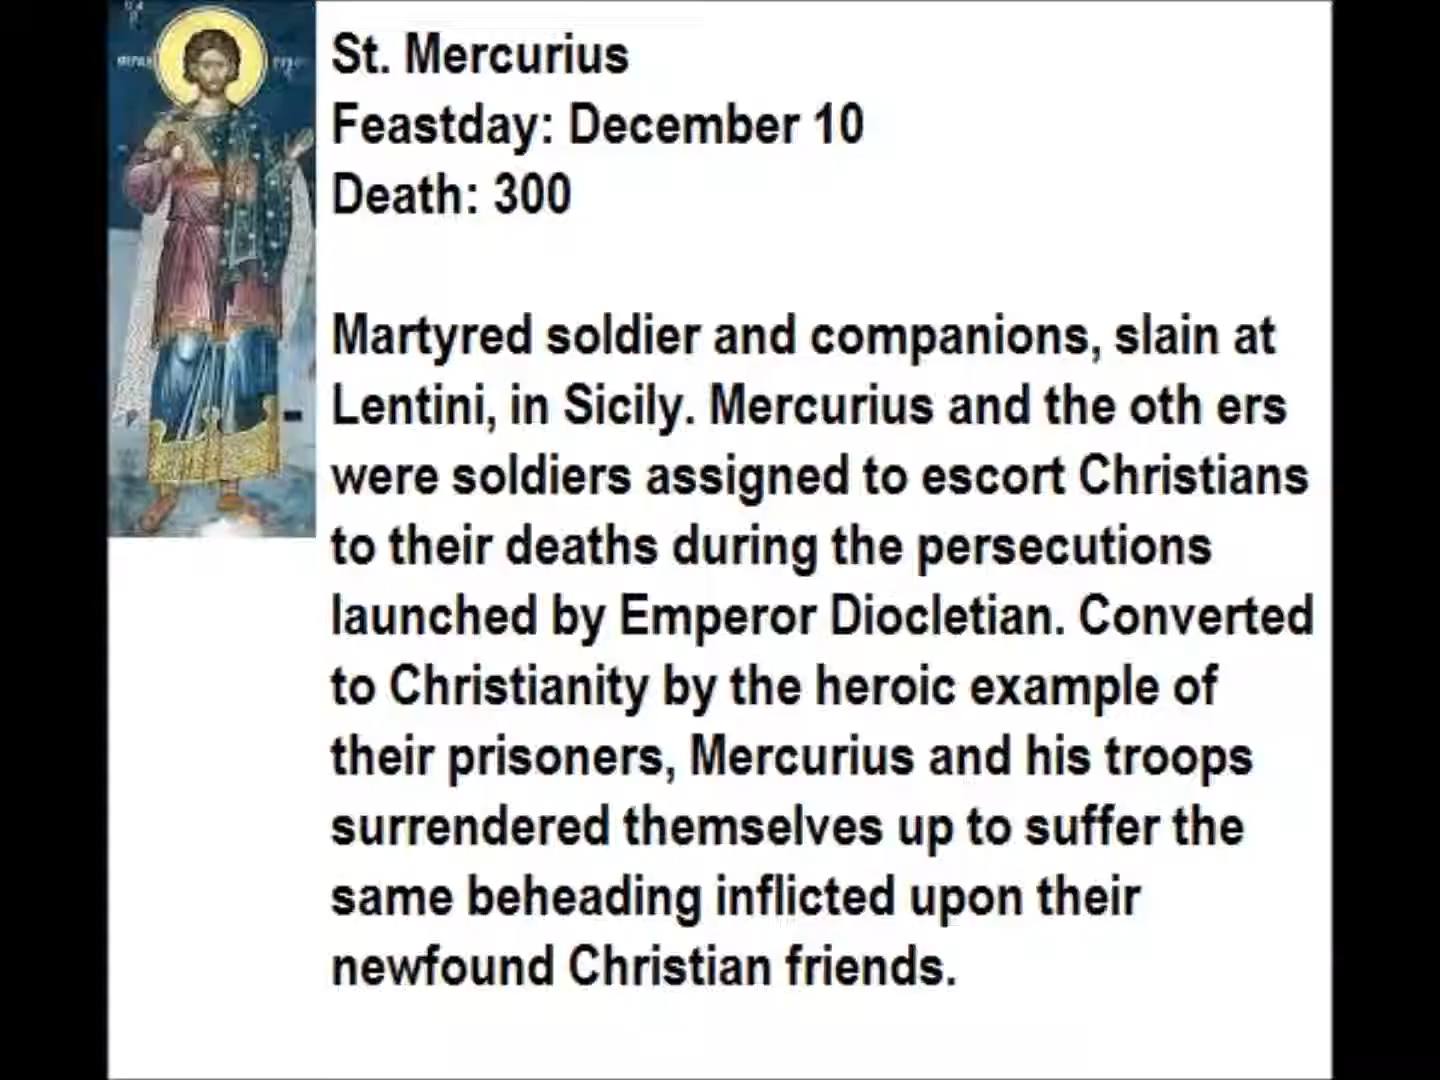 St. Mercurius
Feastday: December 10
Death: 300
Martyred soldier and companions, slain at
Lentini, in Sicily. Mercurius and the oth ers
were soldiers assigned to escort Christians
to their deaths during the persecutions
launched by Emperor Diocletian. Converted
to Christianity by the heroic example of
their prisoners, Mercurius and his troops
surrendered themselves up to suffer the
same beheading inflicted upon their
newfound Christian friends.